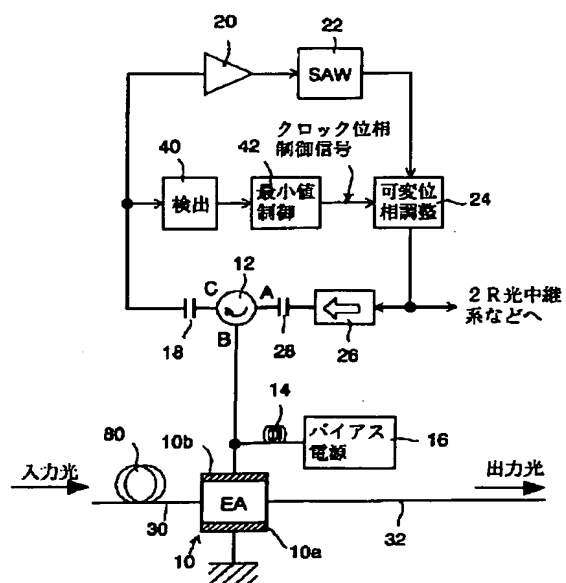 20
22
SAW
クロック位相
制御信号
40
42
検出
最小値
制御
可変位
相調整
24
12
C
A
B
18
28
26
2R光中継
系などへ
14
バイアス
電源
16
80
10b
入力光
出力光
EA
30
32
10
10a